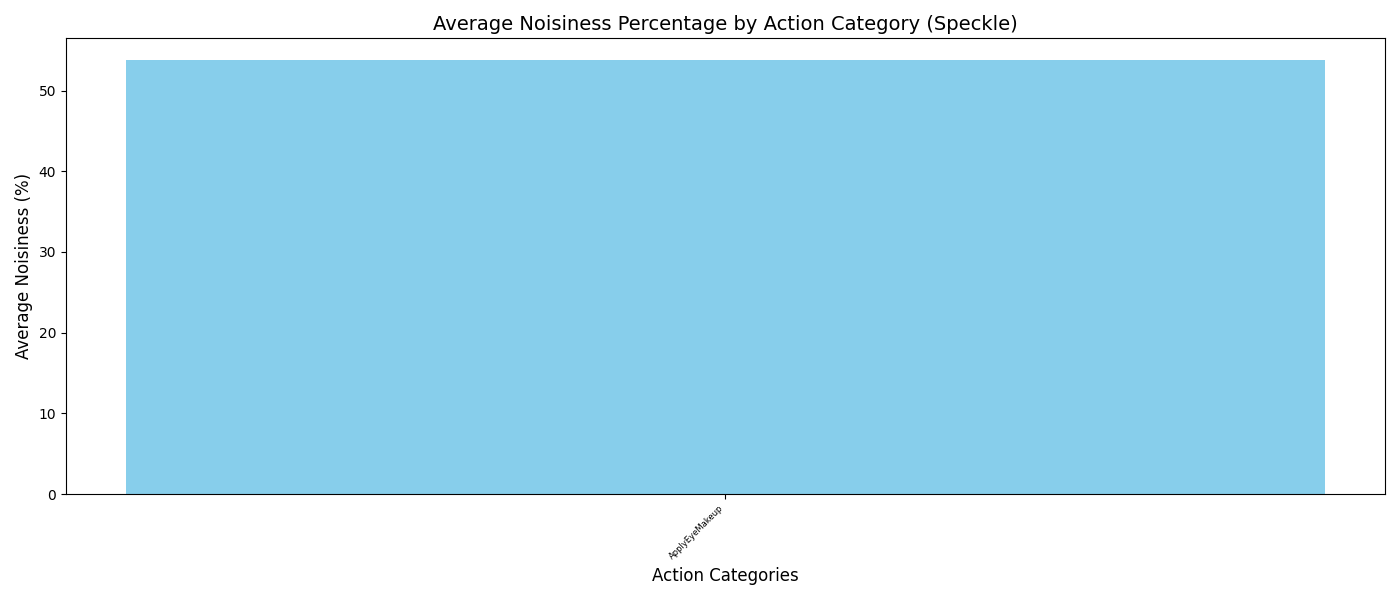 Average Noisiness Percentage by Action Category (Speckle)
Average Noisiness (%)
50
40
30
20
10
0
ApplyEyeMakeup
Action Categories